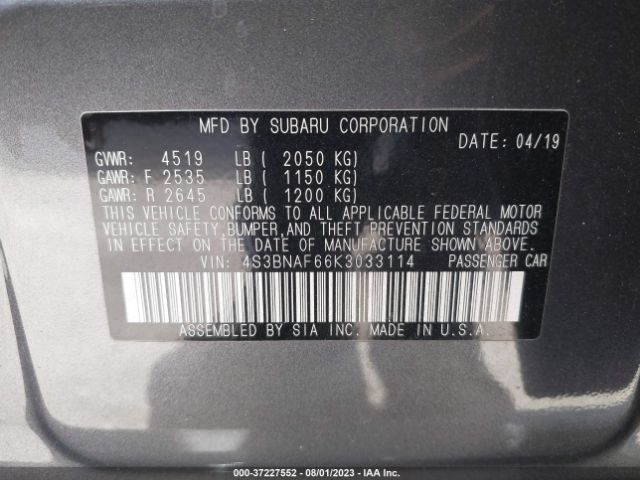 MFD BY SUBARU CORPORATION
DATE: 04/19
GVWR: 4519 LB ( 2050 KG)
GAWR: F 2535 LB ( 1150 KG)
GAWR: R 2645 LB ( 1200 KG)
THIS VEHICLE CONFORMS TO ALL APPLICABLE FEDERAL MOTOR
VEHICLE SAFETY,BUMPER,AND THEFT PREVENTION STANDARDS
IN EFFECT ON THE DATE OF MANUFACTURE SHOWN ABOVE.
VIN: 4S3BNAF66K3033114 PASSENGER CAR
ASSEMBLED BY SIA INC. MADE IN U.S.A.
000-37227552 - 08/01/2023 - IAA Inc.